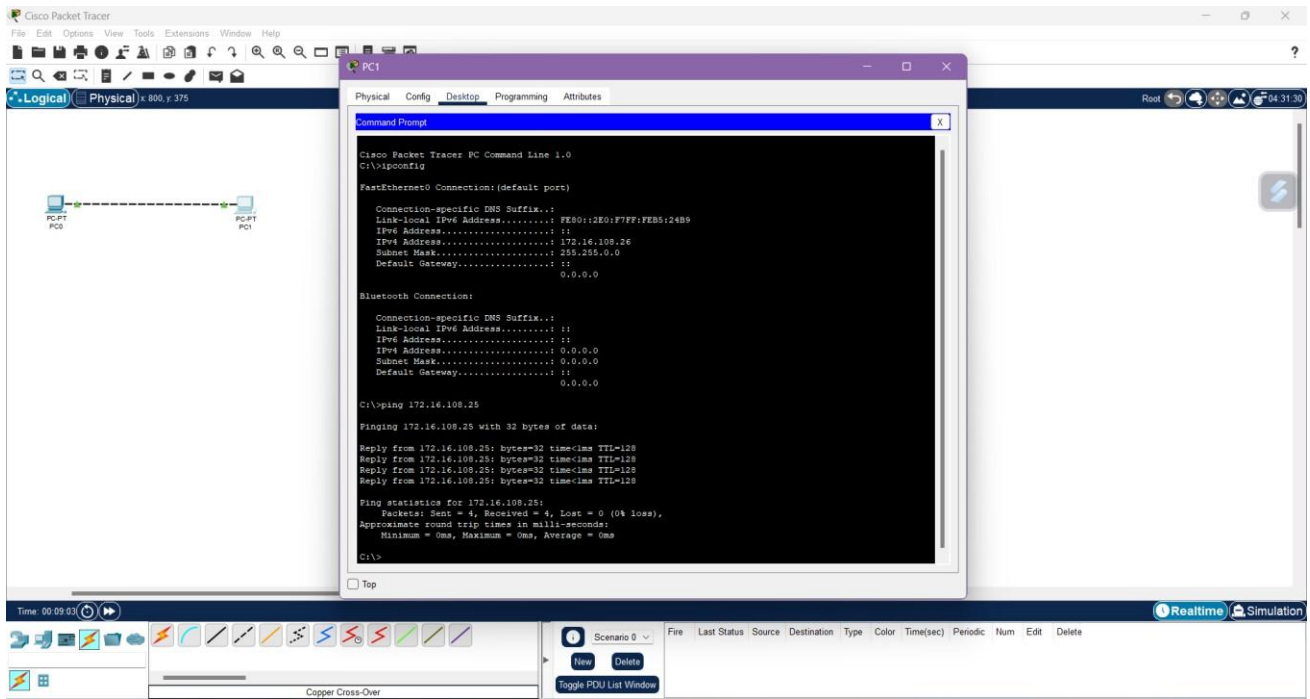 Cisco Packet Tracer
File Edit Options View Tools Extensions Window Help
?
PC1
Logical Physical x: 800, y: 375
Root 04:31:30
Physical Config Desktop Programming Attributes
Command Prompt X
Cisco Packet Tracer PC Command Line 1.0
C:\>ipconfig
FastEthernet0 Connection:(default port)
Connection-specific DNS Suffix..:
Link-local IPv6 Address.........: FE80::2E0:F7FF:FEB5:24B9
IPv6 Address....................: ::
IPv4 Address....................: 172.16.108.26
Subnet Mask.....................: 255.255.0.0
Default Gateway.................: ::
0.0.0.0
Bluetooth Connection:
Connection-specific DNS Suffix..:
Link-local IPv6 Address.........: ::
IPv6 Address....................: ::
IPv4 Address....................: 0.0.0.0
Subnet Mask.....................: 0.0.0.0
Default Gateway.................: ::
0.0.0.0
C:\>ping 172.16.108.25
Pinging 172.16.108.25 with 32 bytes of data:
Reply from 172.16.108.25: bytes=32 time<1ms TTL=128
Reply from 172.16.108.25: bytes=32 time<1ms TTL=128
Reply from 172.16.108.25: bytes=32 time<1ms TTL=128
Reply from 172.16.108.25: bytes=32 time<1ms TTL=128
Ping statistics for 172.16.108.25:
Packets: Sent = 4, Received = 4, Lost = 0 (0% loss),
Approximate round trip times in milli-seconds:
Minimum = 0ms, Maximum = 0ms, Average = 0ms
C:\>
Top
PC-PT
PC0
PC-PT
PC1
Time: 00:09:03
Realtime Simulation
Scenario 0
New Delete
Toggle PDU List Window
Fire Last Status Source Destination Type Color Time(sec) Periodic Num Edit Delete
Copper Cross-Over